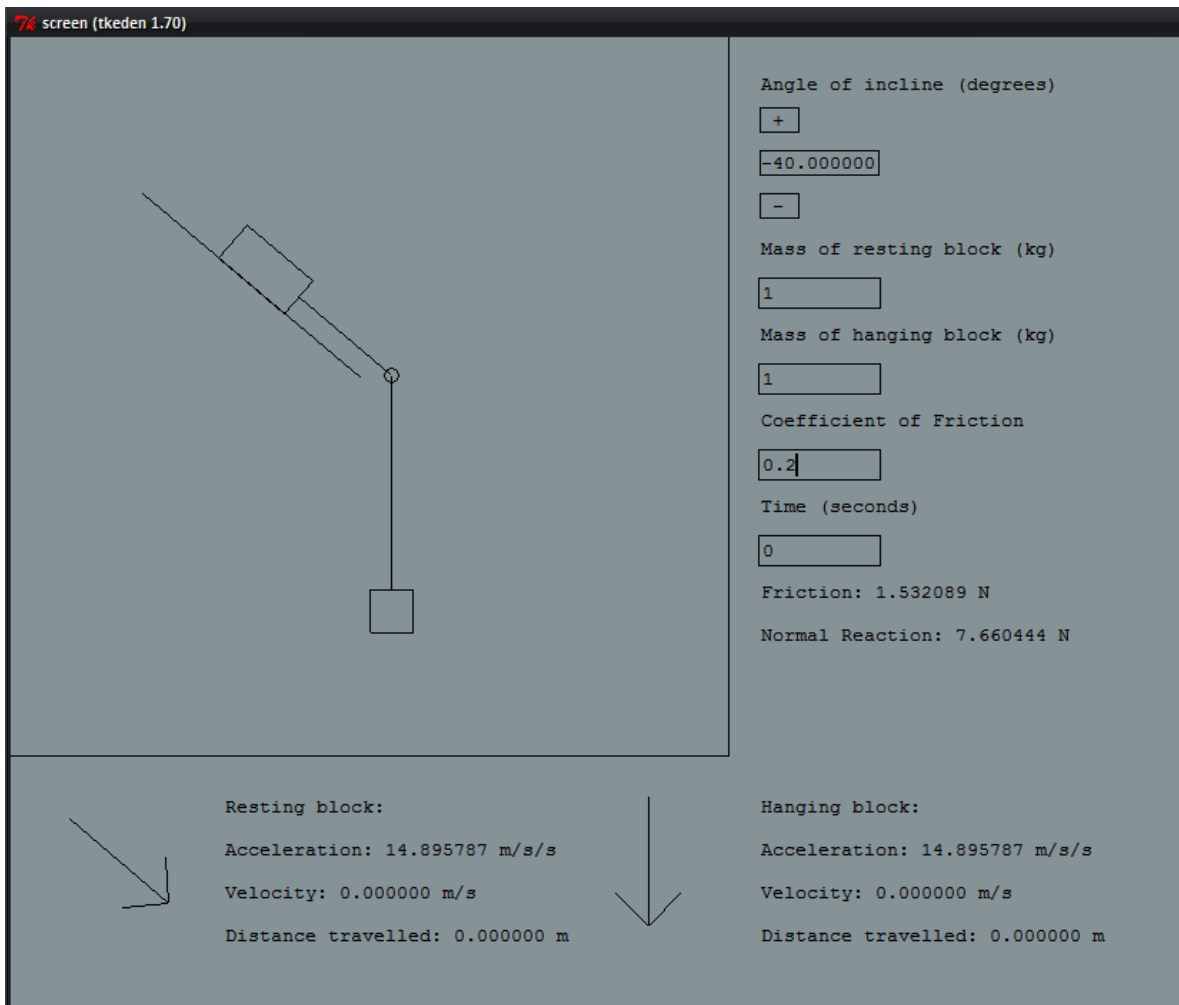 screen (tkeden 1.70)
Angle of incline (degrees)
+
-40.000000
-
Mass of resting block (kg)
1
Mass of hanging block (kg)
1
Coefficient of Friction
0.2
Time (seconds)
0
Friction: 1.532089 N
Normal Reaction: 7.660444 N
Resting block:
Acceleration: 14.895787 m/s/s
Velocity: 0.000000 m/s
Distance travelled: 0.000000 m
Hanging block:
Acceleration: 14.895787 m/s/s
Velocity: 0.000000 m/s
Distance travelled: 0.000000 m